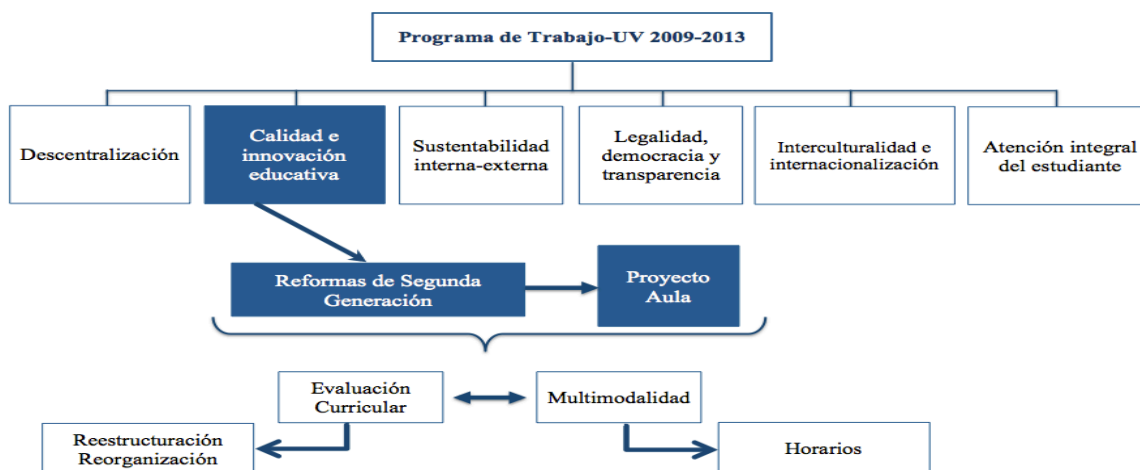 Programa de Trabajo-UV 2009-2013
Descentralización
Calidad e
innovación
educativa
Sustentabilidad
interna-externa
Legalidad,
democracia y
transparencia
Interculturalidad e
internacionalización
Atención integral
del estudiante
Reformas de Segunda
Generación
Proyecto
Aula
Evaluación
Curricular
Multimodalidad
Reestructuración
Reorganización
Horarios